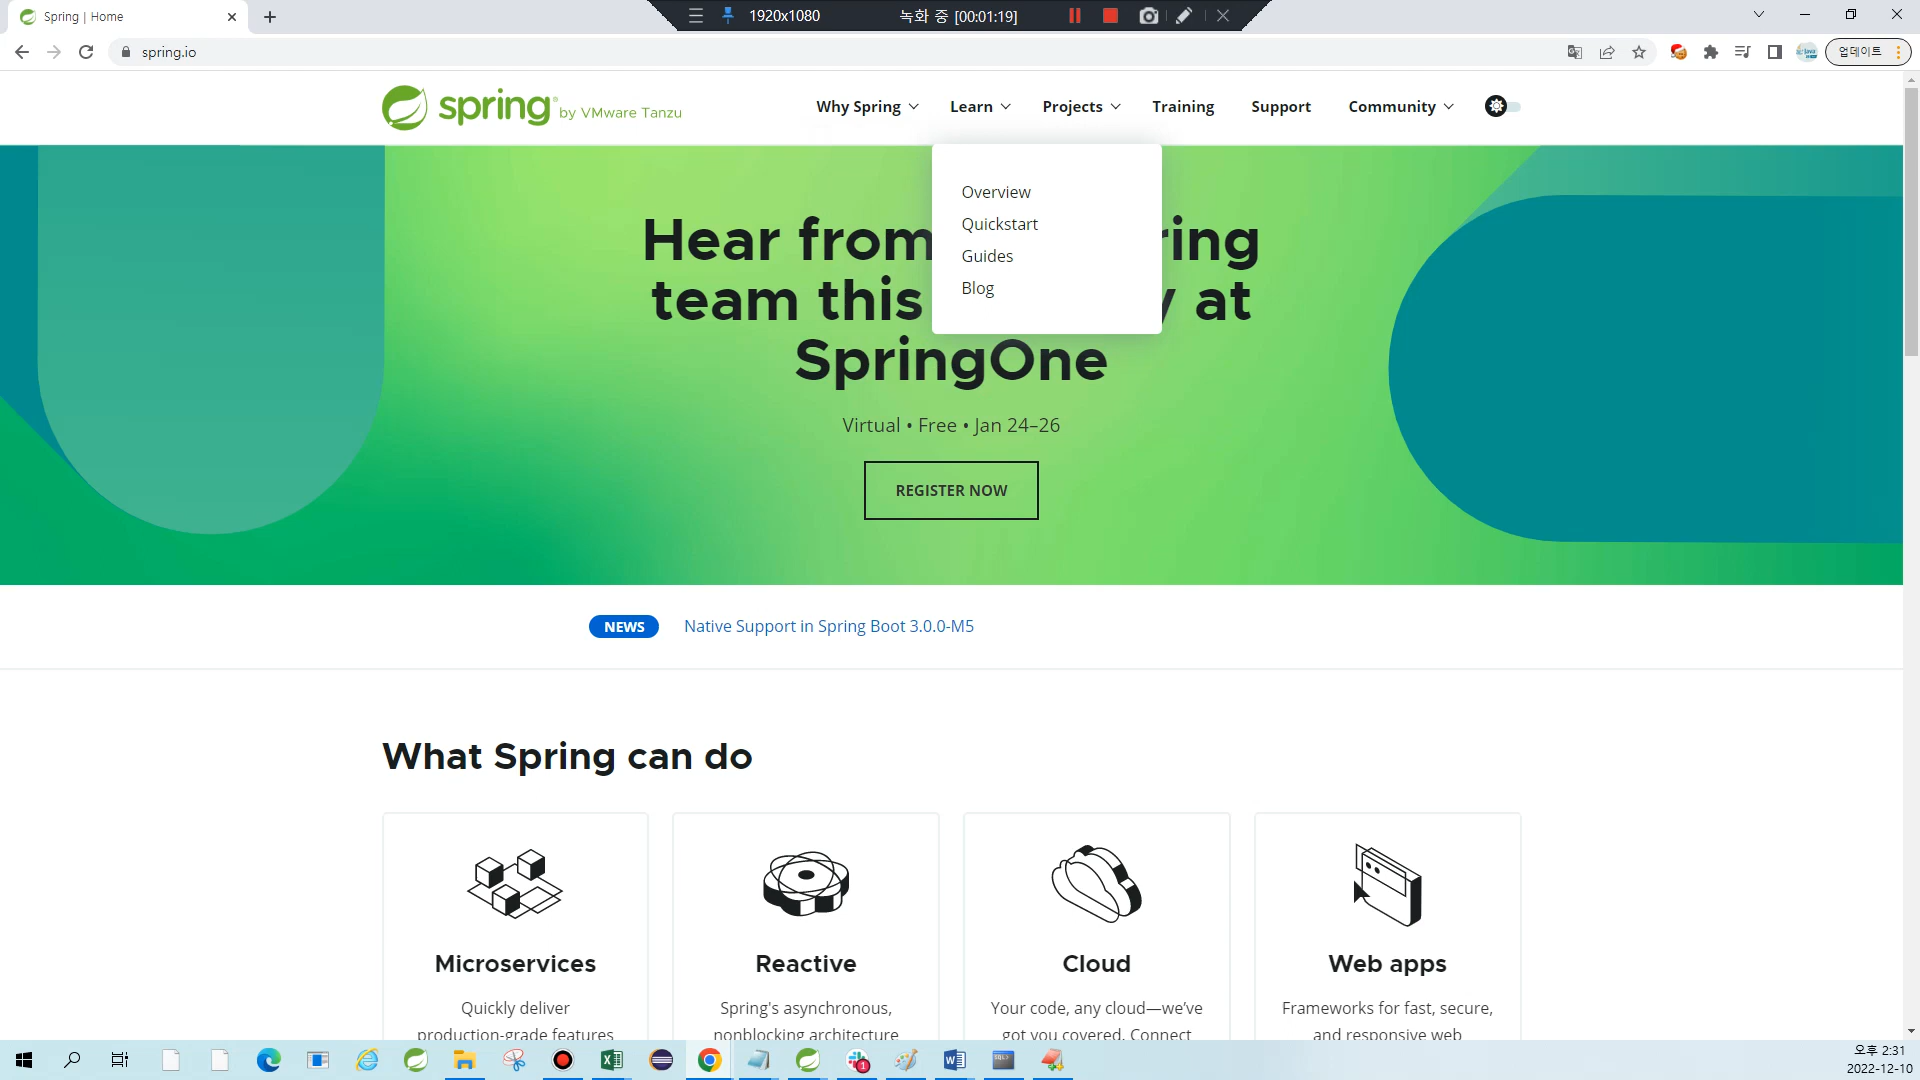 Spring | Home
1920x1080
녹화 중 [00:01:19]
spring.io
업데이트
spring by VMware Tanzu
Why Spring
Learn
Projects
Training
Support
Community
Overview
Quickstart
Guides
Blog
Hear from ring
team this y at
SpringOne
Virtual • Free • Jan 24–26
REGISTER NOW
NEWS
Native Support in Spring Boot 3.0.0-M5
What Spring can do
Microservices
Quickly deliver
production-grade features
Reactive
Spring's asynchronous,
nonblocking architecture
Cloud
Your code, any cloud—we've
got you covered. Connect
Web apps
Frameworks for fast, secure,
and responsive web
오후 2:31
2022-12-10